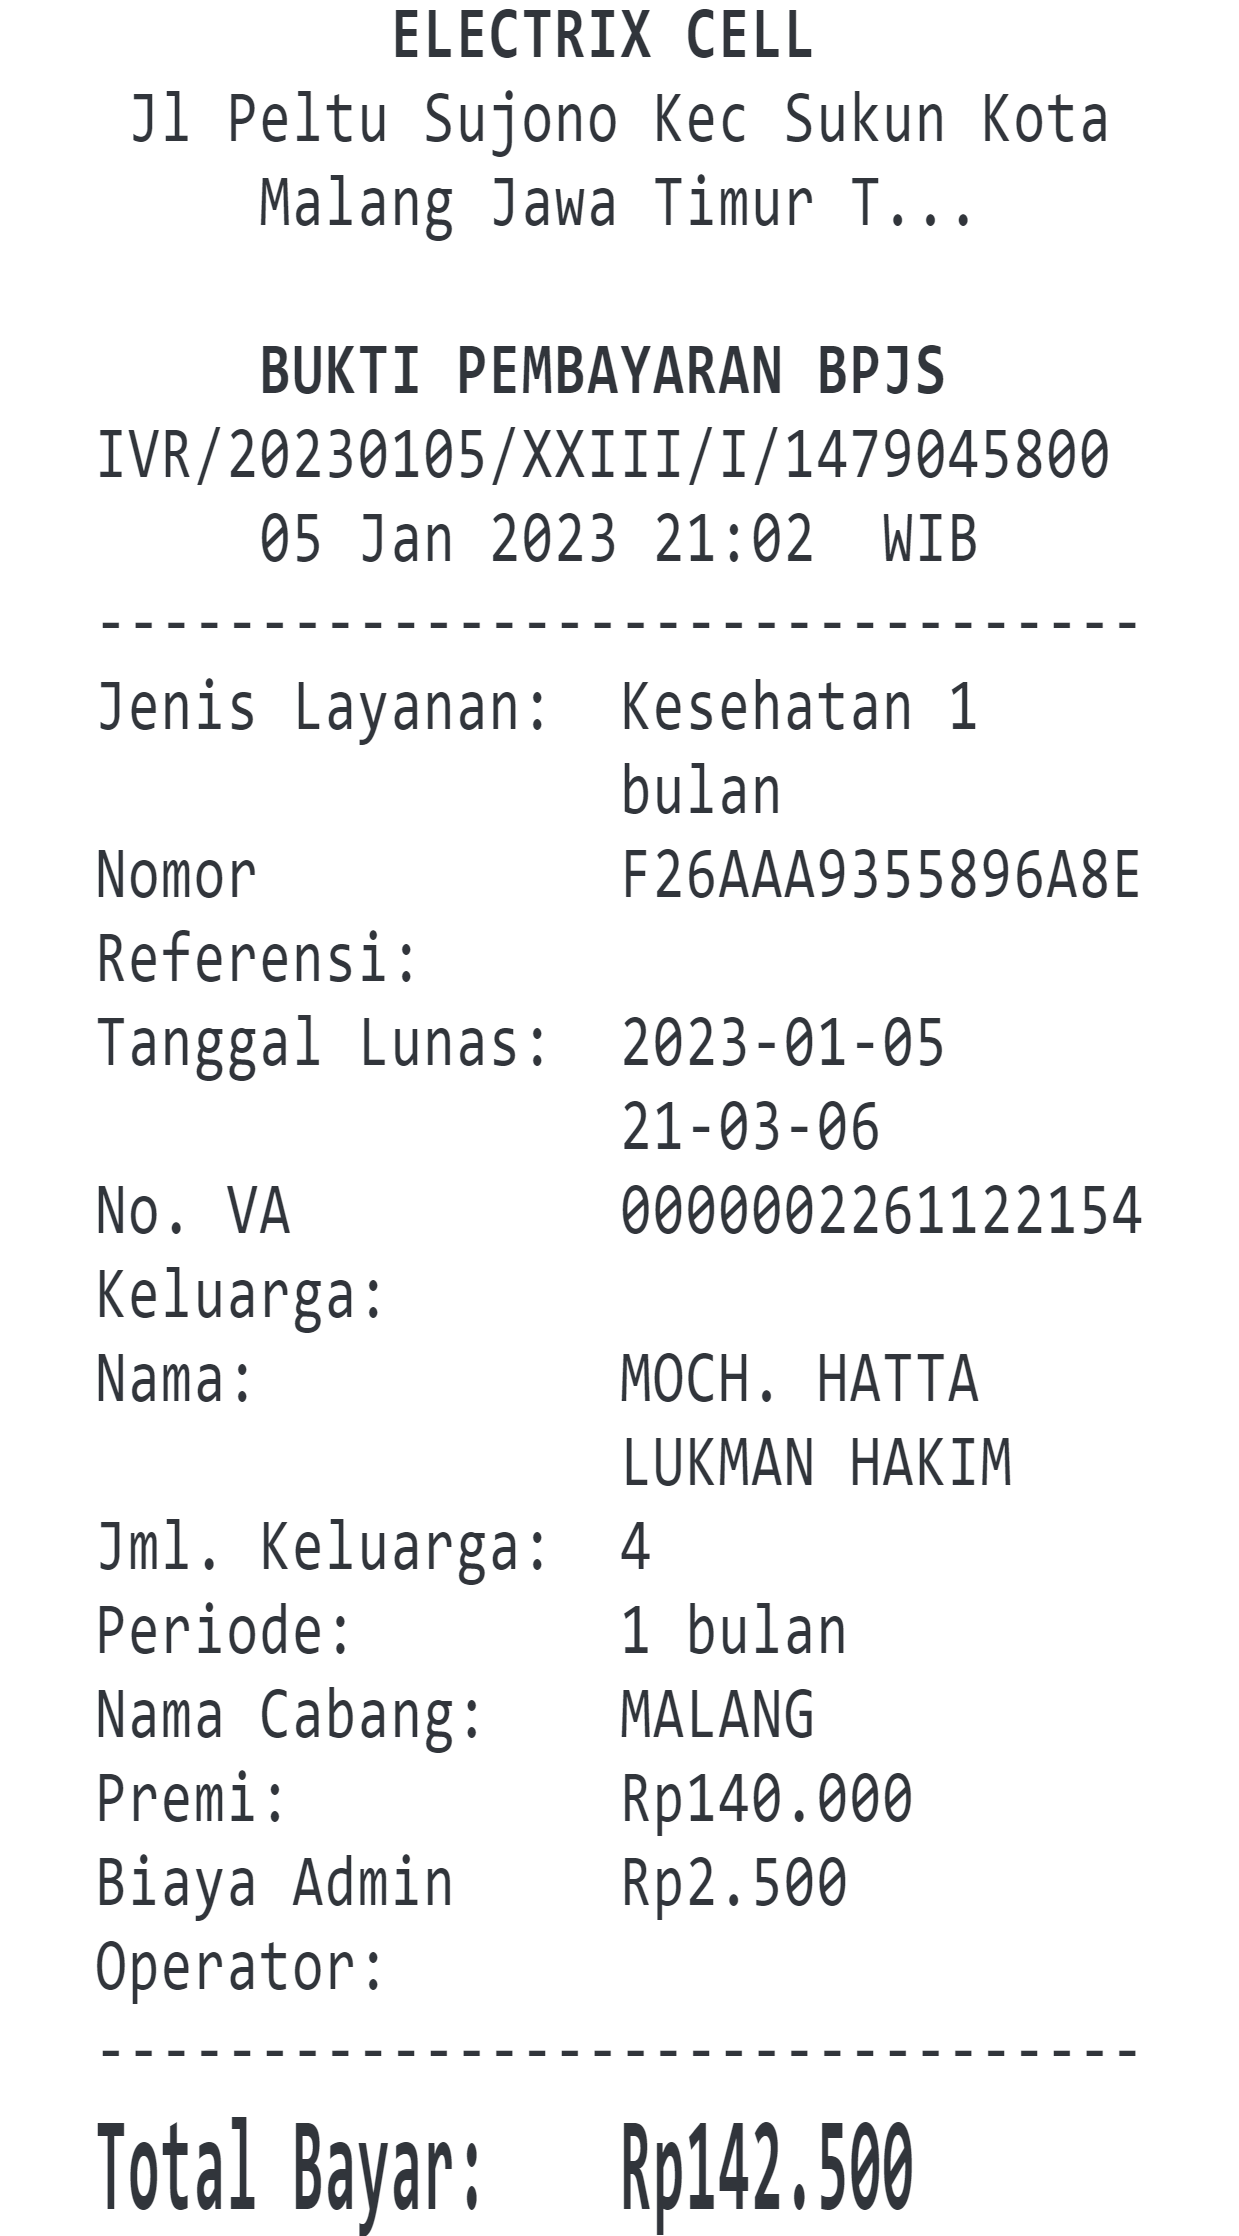 ELECTRIX CELL
Jl Peltu Sujono Kec Sukun Kota
Malang Jawa Timur T...
BUKTI PEMBAYARAN BPJS
IVR/20230105/XXIII/I/1479045800
05 Jan 2023 21:02 WIB
--------------------------------
Jenis Layanan: Kesehatan 1
bulan
Nomor F26AAA9355896A8E
Referensi:
Tanggal Lunas: 2023-01-05
21-03-06
No. VA 0000002261122154
Keluarga:
Nama: MOCH. HATTA
LUKMAN HAKIM
Jml. Keluarga: 4
Periode: 1 bulan
Nama Cabang: MALANG
Premi: Rp140.000
Biaya Admin Rp2.500
Operator:
--------------------------------
Total Bayar: Rp142.500